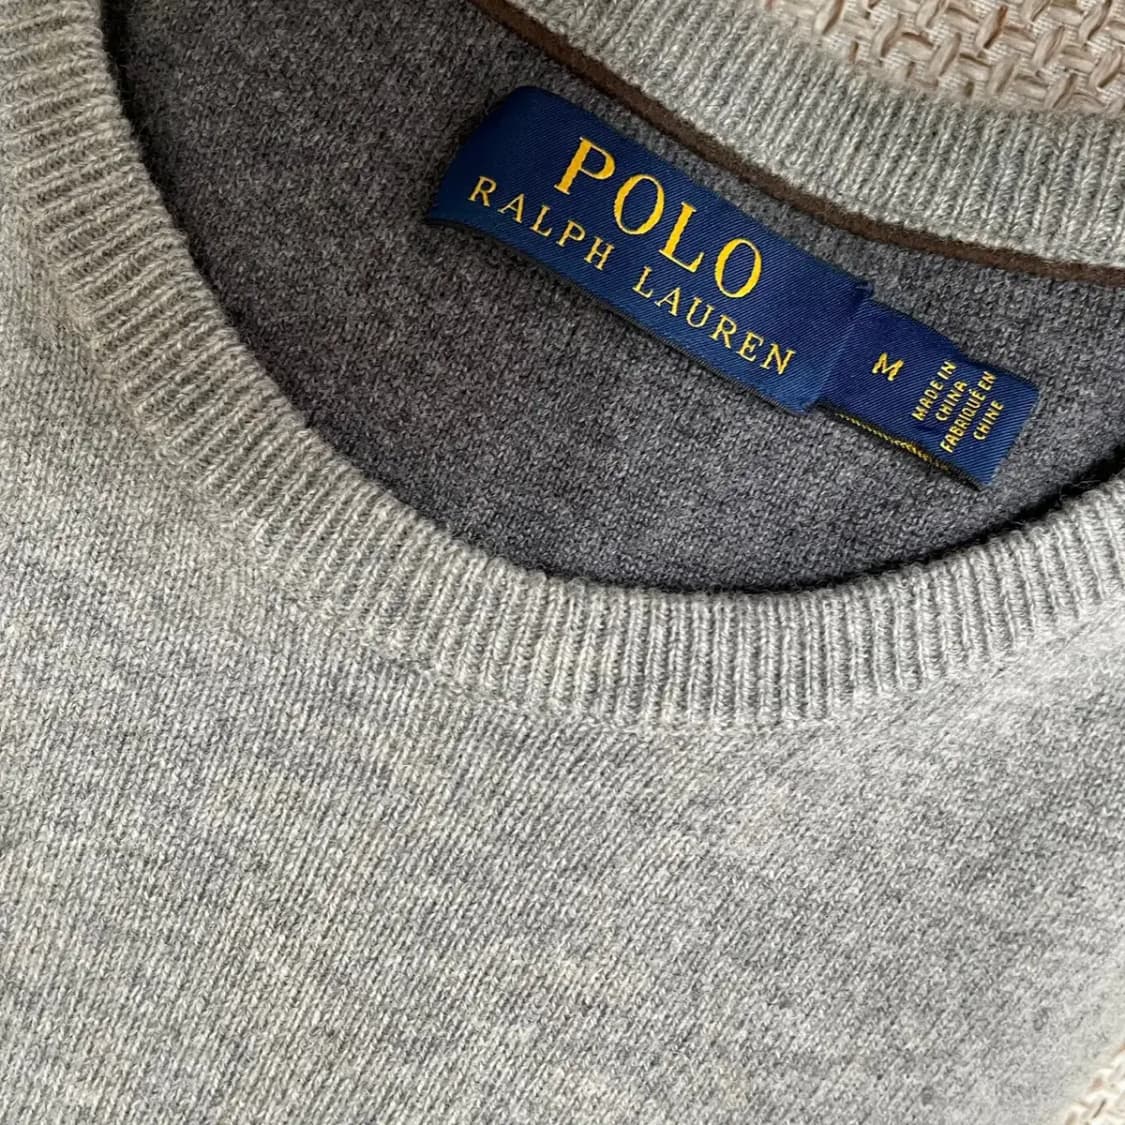 POLO
RALPH LAUREN
M
MADE IN
CHINA
FABRIQUÉ EN
CHINE